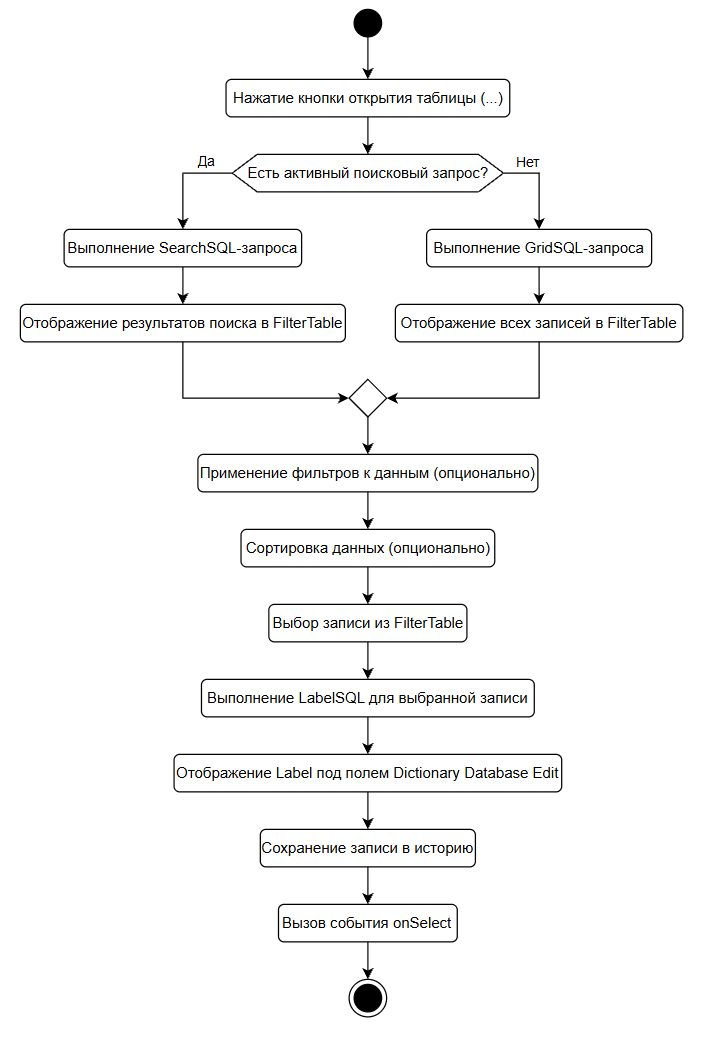 Нажатие кнопки открытия таблицы (...)
Да
Есть активный поисковый запрос?
Нет
Выполнение SearchSQL-запроса
Выполнение GridSQL-запроса
Отображение результатов поиска в FilterTable
Отображение всех записей в FilterTable
Применение фильтров к данным (опционально)
Сортировка данных (опционально)
Выбор записи из FilterTable
Выполнение LabelSQL для выбранной записи
Отображение Label под полем Dictionary Database Edit
Сохранение записи в историю
Вызов события onSelect